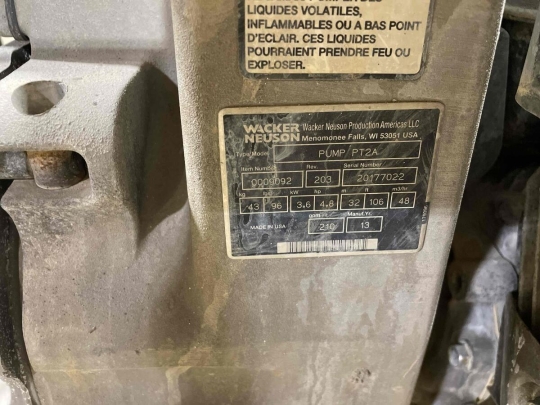 LIQUIDES VOLATILES,
INFLAMMABLES OU A BAS POINT
D'ECLAIR. CES LIQUIDES
POURRAIENT PRENDRE FEU OU
EXPLOSER.
WACKER NEUSON Wacker Neuson Production Americas LLC
Menomonee Falls, WI 53051 USA
Type/Model PUMP PT2A
Item Number Rev. Serial Number
0009092 203 20177022
kg lb kW hp m ft m3/hr
43 96 3.6 4.8 32 106 48
gpm Manuf.Yr.
MADE IN USA 210 13